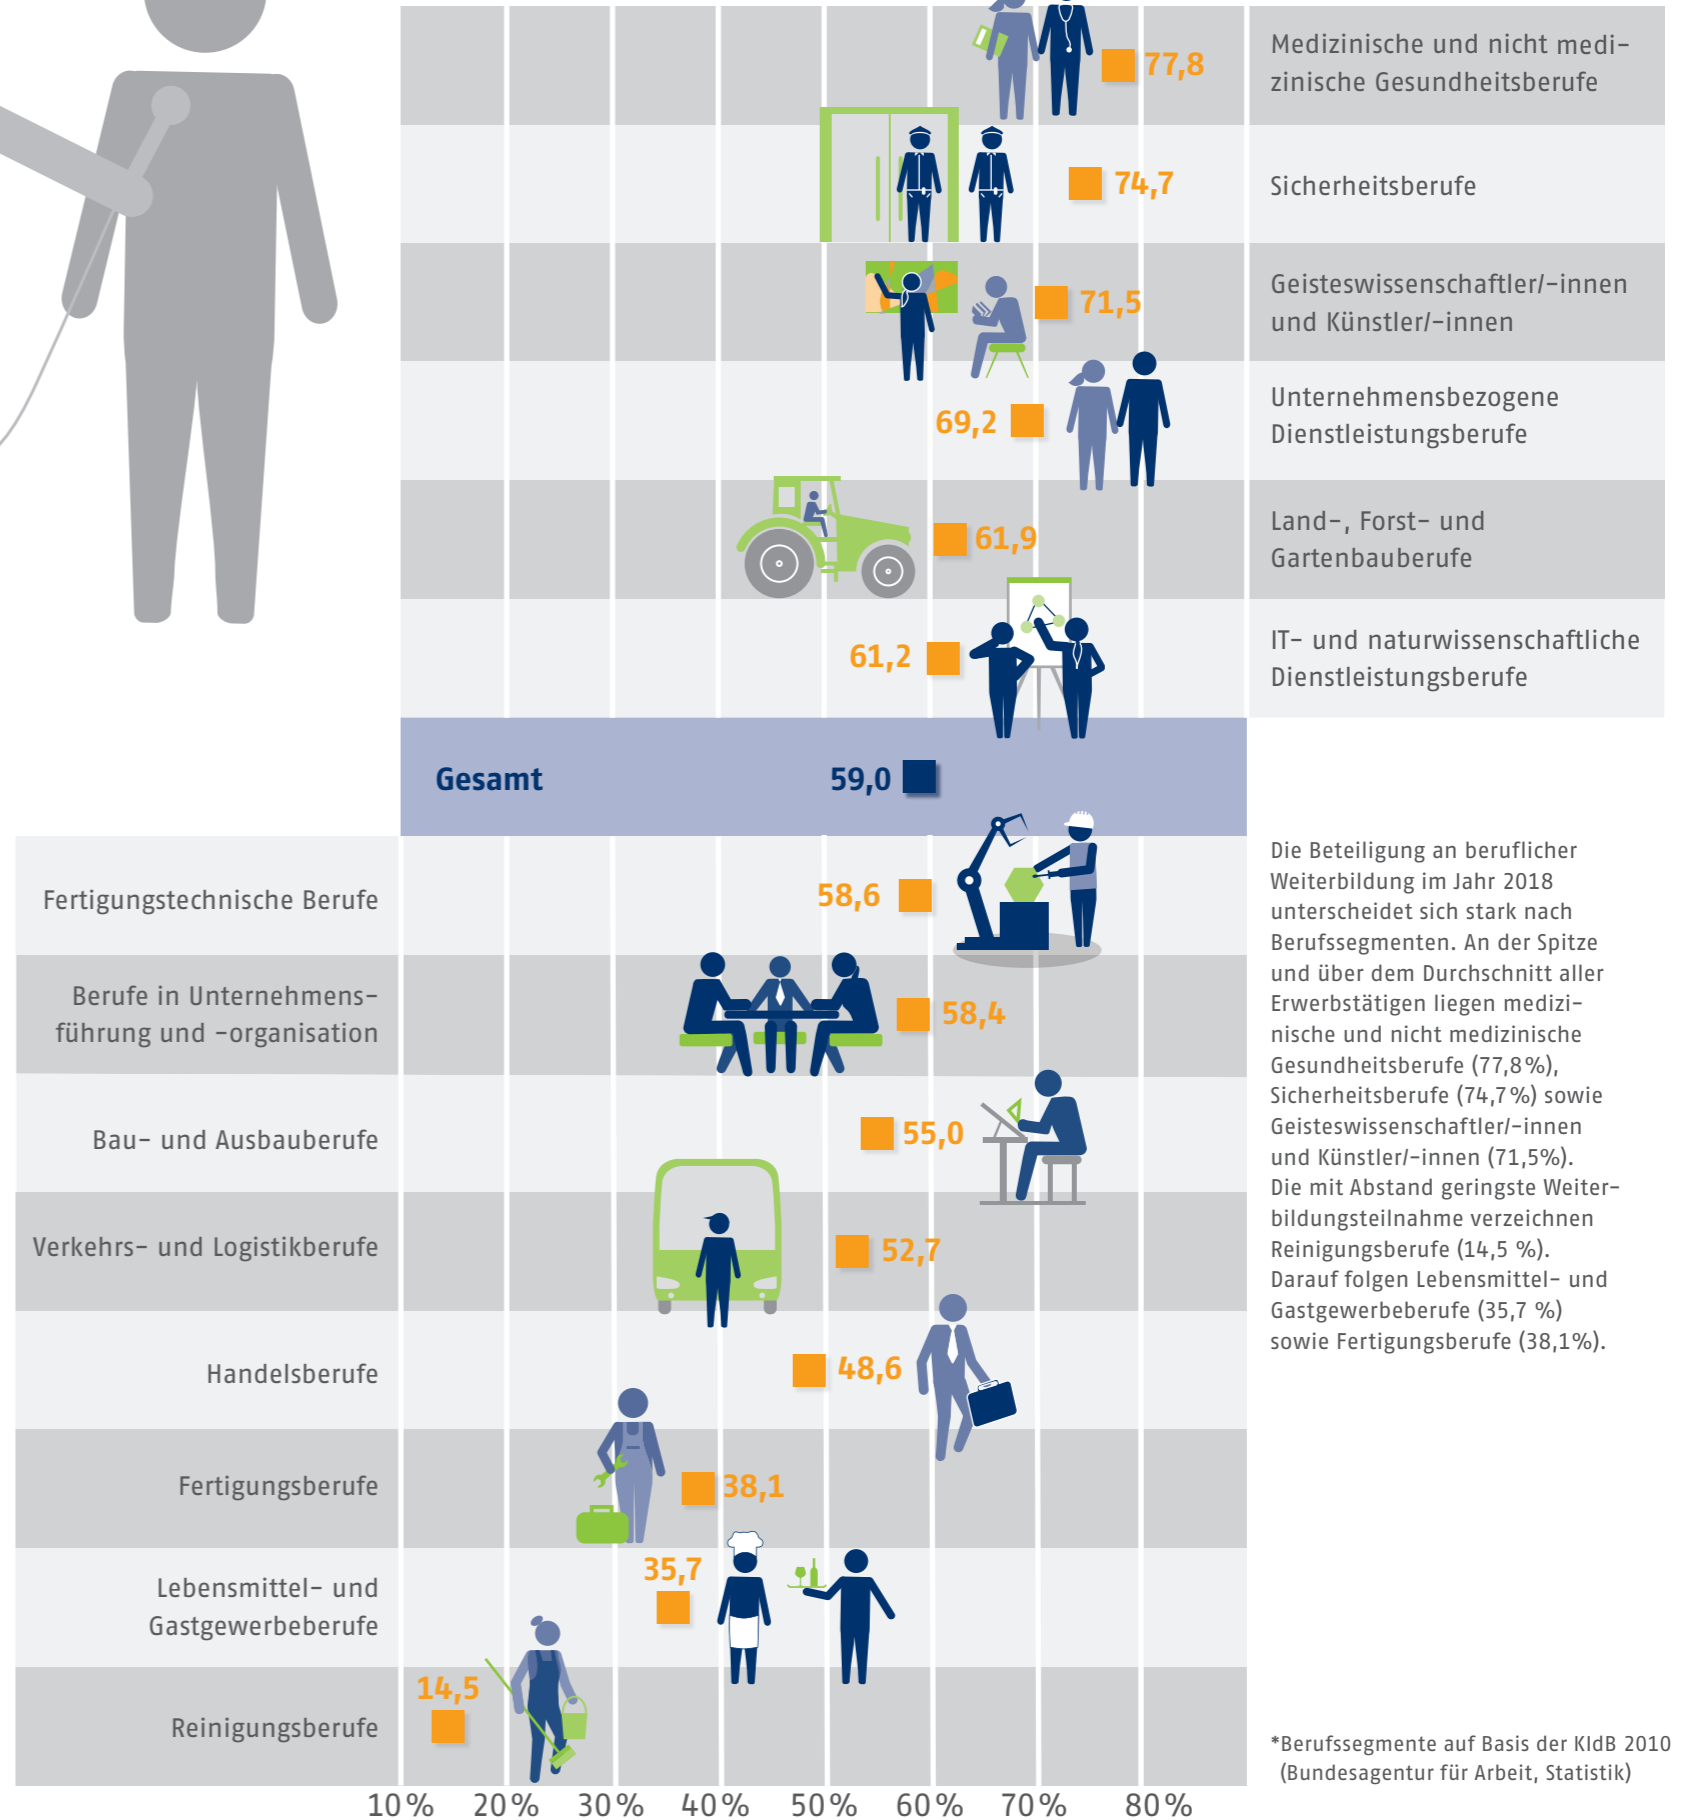 77,8
Medizinische und nicht medi-
zinische Gesundheitsberufe
74,7
Sicherheitsberufe
71,5
Geisteswissenschaftler/-innen
und Künstler/-innen
69,2
Unternehmensbezogene
Dienstleistungsberufe
61,9
Land-, Forst- und
Gartenbauberufe
61,2
IT- und naturwissenschaftliche
Dienstleistungsberufe
Gesamt 59,0
Fertigungstechnische Berufe
58,6
Berufe in Unternehmens-
führung und -organisation
58,4
Bau- und Ausbauberufe
55,0
Verkehrs- und Logistikberufe
52,7
Handelsberufe
48,6
Fertigungsberufe
38,1
Lebensmittel- und
Gastgewerbeberufe
35,7
Reinigungsberufe
14,5
10% 20% 30% 40% 50% 60% 70% 80%
Die Beteiligung an beruflicher
Weiterbildung im Jahr 2018
unterscheidet sich stark nach
Berufssegmenten. An der Spitze
und über dem Durchschnitt aller
Erwerbstätigen liegen medizi-
nische und nicht medizinische
Gesundheitsberufe (77,8%),
Sicherheitsberufe (74,7%) sowie
Geisteswissenschaftler/-innen
und Künstler/-innen (71,5%).
Die mit Abstand geringste Weiter-
bildungsteilnahme verzeichnen
Reinigungsberufe (14,5 %).
Darauf folgen Lebensmittel- und
Gastgewerbeberufe (35,7 %)
sowie Fertigungsberufe (38,1%).
*Berufssegmente auf Basis der KldB 2010
(Bundesagentur für Arbeit, Statistik)